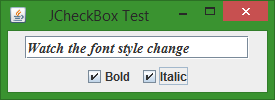 JCheckBox Test
Watch the font style change
Bold Italic